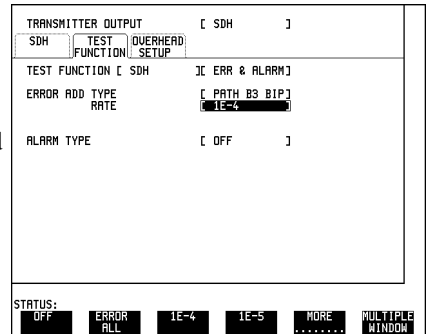 TRANSMITTER OUTPUT [ SDH ]
SDH TEST FUNCTION OVERHEAD SETUP
TEST FUNCTION [ SDH ][ ERR & ALARM]
ERROR ADD TYPE [ PATH B3 BIP]
RATE [ 1E-4 ]
ALARM TYPE [ OFF ]
STATUS:
OFF ERROR ALL 1E-4 1E-5 MORE ........ MULTIPLE WINDOW